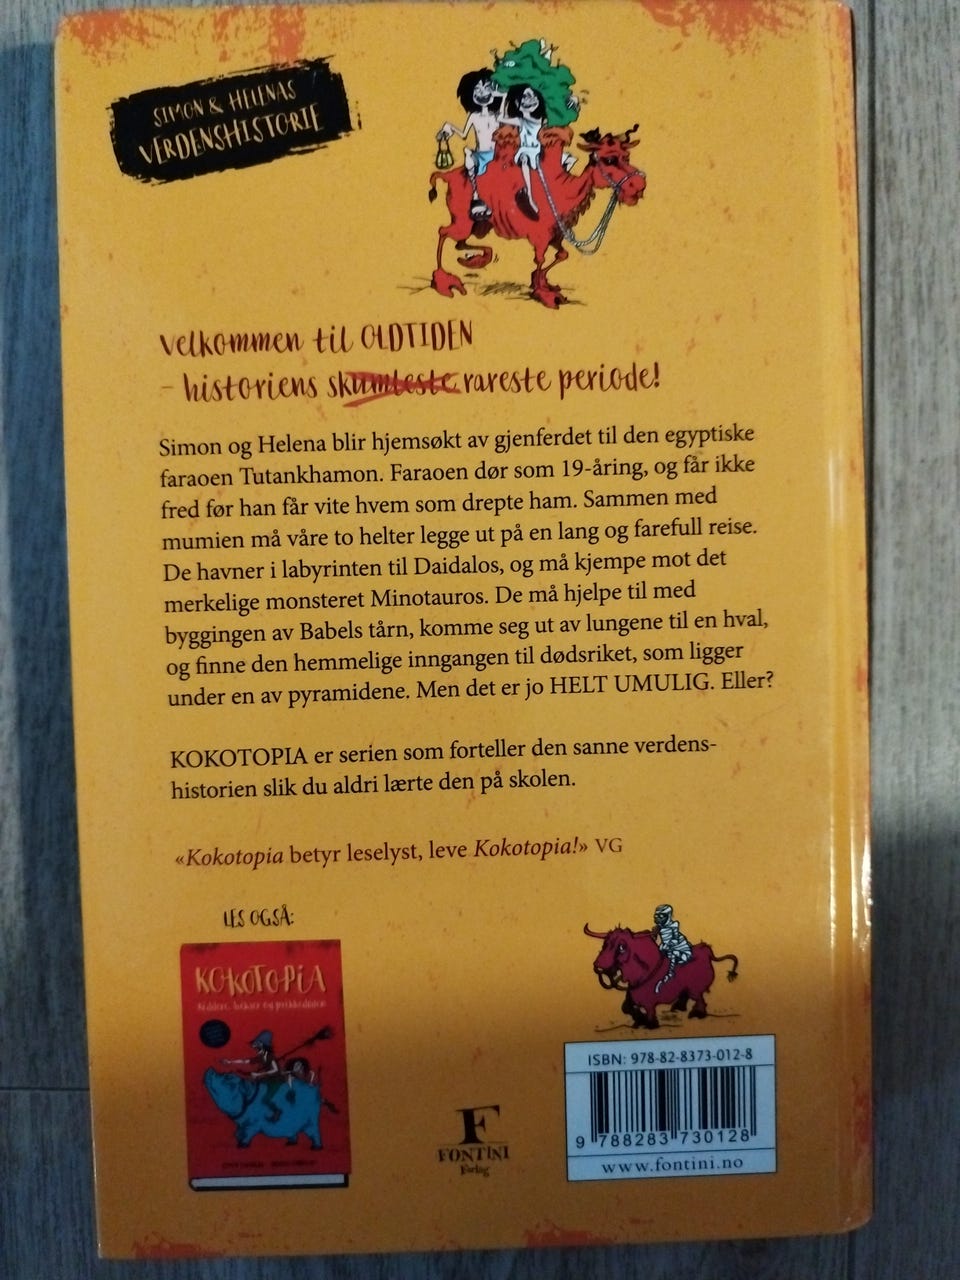 SIMON & HELENAS
VERDENSHISTORIE
Velkommen til OLDTIDEN
– historiens skumleste rareste periode!
Simon og Helena blir hjemsøkt av gjenferdet til den egyptiske
faraoen Tutankhamon. Faraoen dør som 19-åring, og får ikke
fred før han får vite hvem som drepte ham. Sammen med
mumien må våre to helter legge ut på en lang og farefull reise.
De havner i labyrinten til Daidalos, og må kjempe mot det
merkelige monsteret Minotauros. De må hjelpe til med
byggingen av Babels tårn, komme seg ut av lungene til en hval,
og finne den hemmelige inngangen til dødsriket, som ligger
under en av pyramidene. Men det er jo HELT UMULIG. Eller?
KOKOTOPIA er serien som forteller den sanne verdens-
historien slik du aldri lærte den på skolen.
«Kokotopia betyr leselyst, leve Kokotopia!» VG
LES OGSÅ:
KOKOTOPIA
F
FONTINI
Forlag
ISBN: 978-82-8373-012-8
9 788283 730128
www.fontini.no